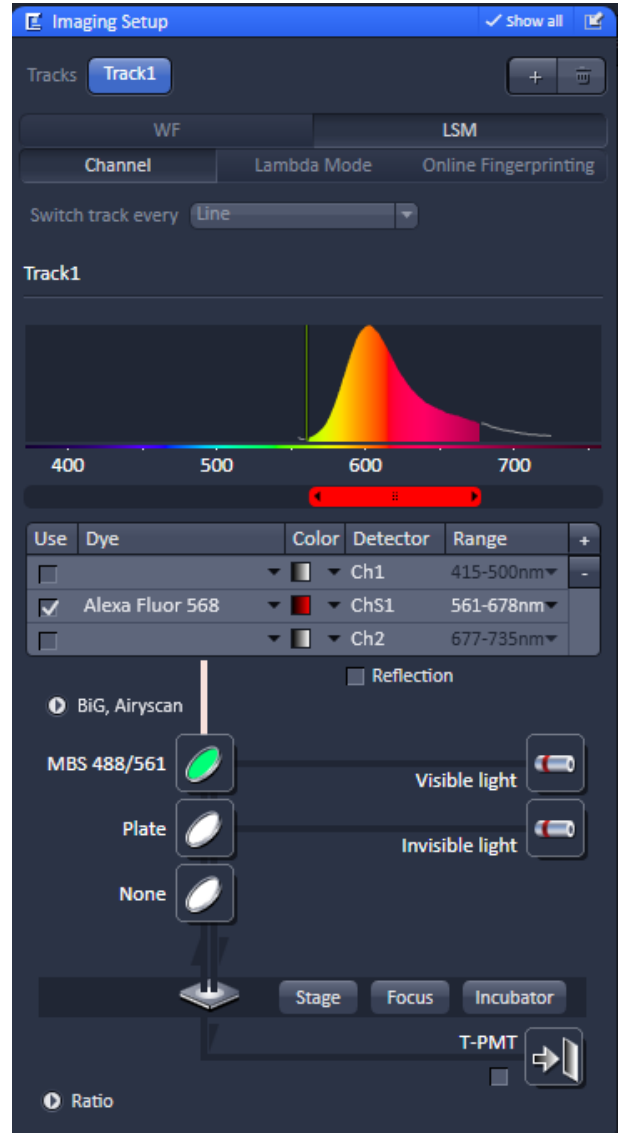 Imaging Setup Show all
Tracks Track1 +
WF LSM
Channel Lambda Mode Online Fingerprinting
Switch track every Line
Track1
400 500 600 700
Use Dye Color Detector Range +
Ch1 415-500nm -
Alexa Fluor 568 ChS1 561-678nm
Ch2 677-735nm
Reflection
BiG, Airyscan
MBS 488/561
Visible light
Plate
Invisible light
None
Stage Focus Incubator
T-PMT
Ratio